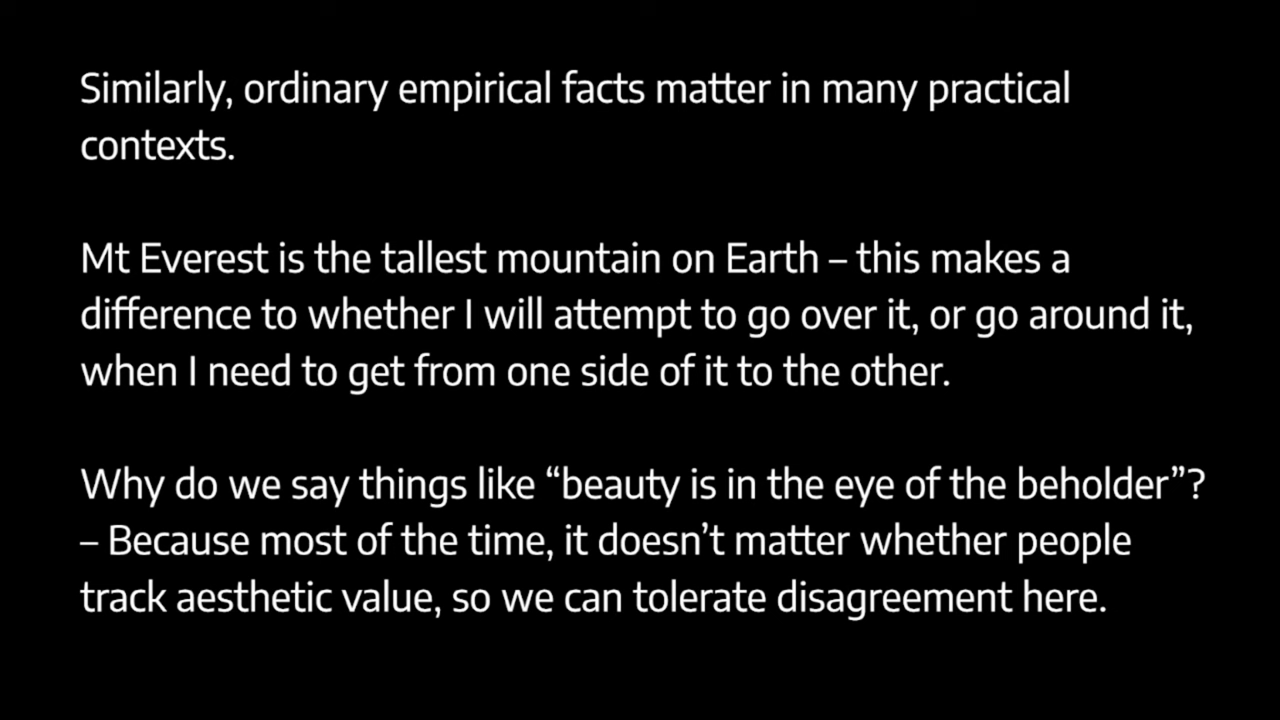 Similarly, ordinary empirical facts matter in many practical
contexts.
Mt Everest is the tallest mountain on Earth – this makes a
difference to whether I will attempt to go over it, or go around it,
when I need to get from one side of it to the other.
Why do we say things like “beauty is in the eye of the beholder”?
– Because most of the time, it doesn’t matter whether people
track aesthetic value, so we can tolerate disagreement here.